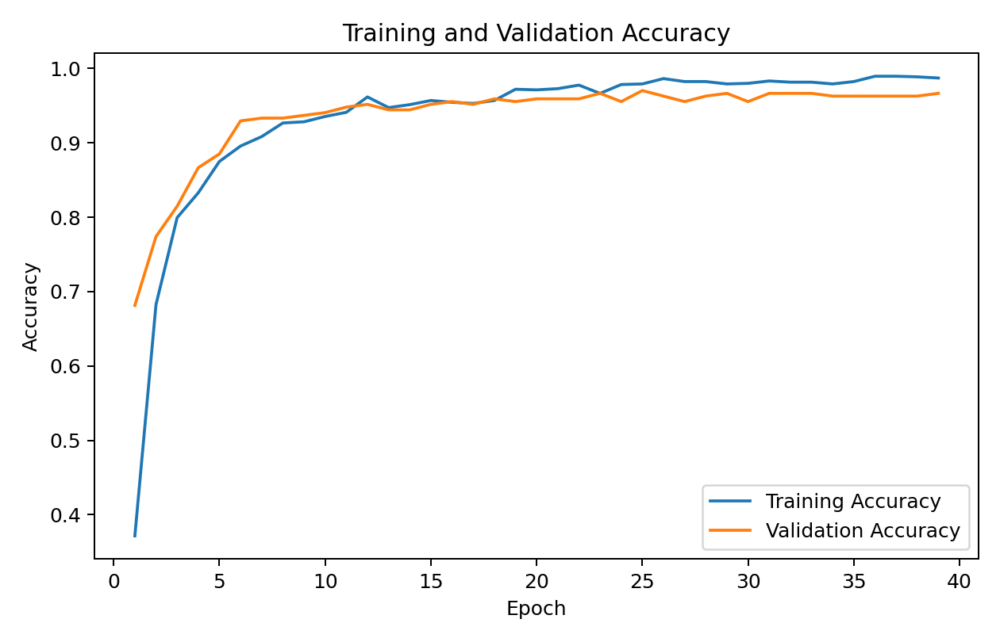 Training and Validation Accuracy
1.0
0.9
0.8
0.7
0.6
0.5
0.4
Accuracy
0 5 10 15 20 25 30 35 40
Epoch
Training Accuracy
Validation Accuracy